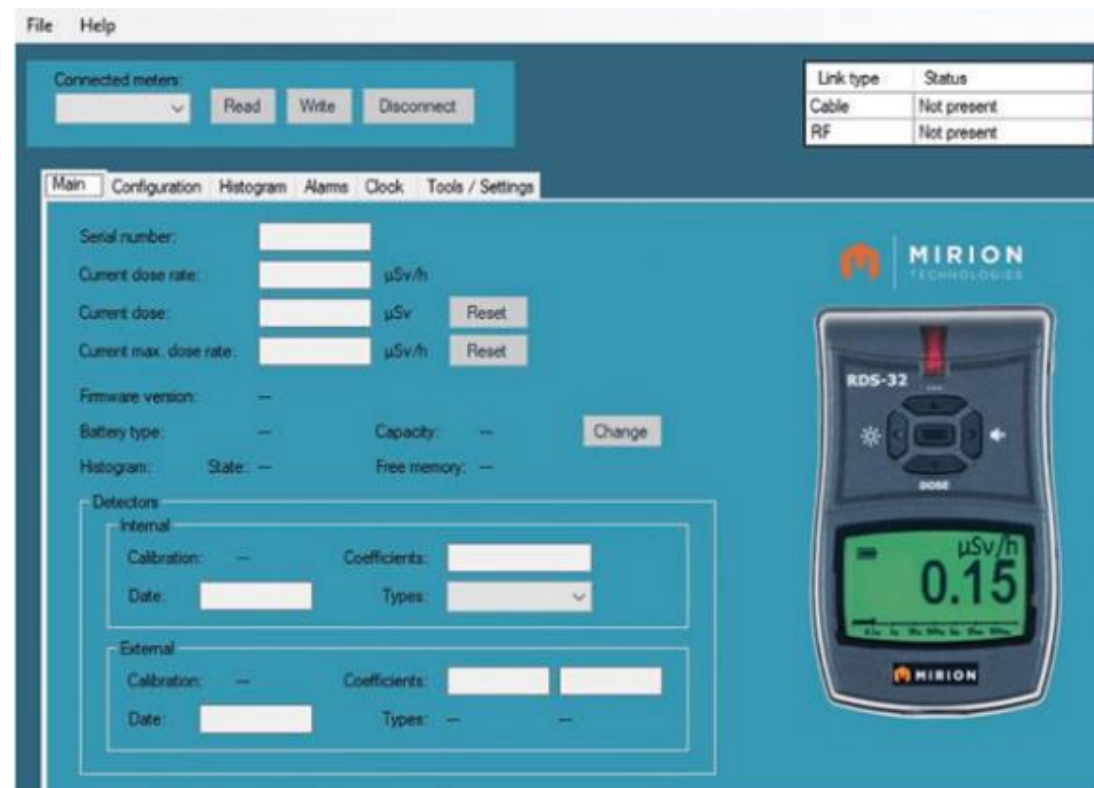 File Help
Connected meters:
Read Write Disconnect
Link type Status
Cable Not present
RF Not present
Main Configuration Histogram Alarms Clock Tools / Settings
Serial number:
Current dose rate: µSv/h
Current dose: µSv Reset
Current max. dose rate: µSv/h Reset
Firmware version: --
Battery type: -- Capacity: -- Change
Histogram: State: -- Free memory: --
Detectors
Internal
Calibration: -- Coefficients:
Date: Types:
External
Calibration: -- Coefficients:
Date: Types: -- --
MIRION
TECHNOLOGIES
RDS-32
DOSE
µSv/h
0.15
MIRION